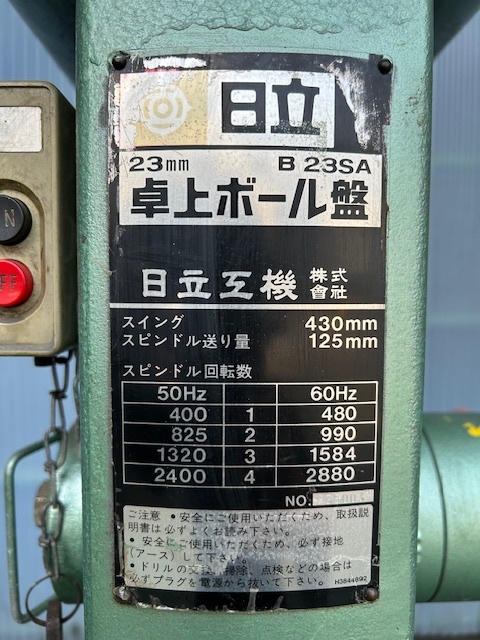 日立
23mm B 23SA
卓上ボール盤
日立工機 株式會社
スイング 430mm
スピンドル送り量 125mm
スピンドル回転数
50Hz 60Hz
400 1 480
825 2 990
1320 3 1584
2400 4 2880
NO.
ご注意 •安全にご使用いただくため、取扱説
明書は必ずよくお読み下さい。
•安全にご使用いただくため、必ず接地
(アース)して下さい。
•ドリルの交換、掃除、点検などの場合は
必ずプラグを電源から抜いて下さい。 H3844892
N
FF